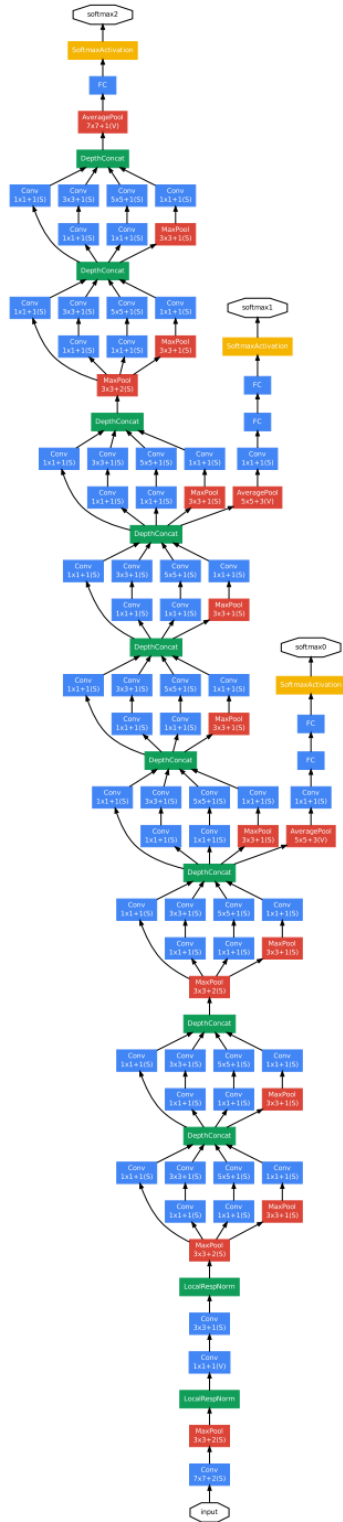 softmax2
SoftmaxActivation
FC
AveragePool
7x7+1(V)
DepthConcat
Conv Conv Conv Conv
1x1+1(S) 3x3+1(S) 5x5+1(S) 1x1+1(S)
Conv Conv MaxPool
1x1+1(S) 1x1+1(S) 3x3+1(S)
DepthConcat
Conv Conv Conv Conv
1x1+1(S) 3x3+1(S) 5x5+1(S) 1x1+1(S)
softmax1
Conv Conv MaxPool
1x1+1(S) 1x1+1(S) 3x3+1(S)
SoftmaxActivation
MaxPool
3x3+2(S)
FC
DepthConcat
FC
Conv Conv Conv Conv Conv
1x1+1(S) 3x3+1(S) 5x5+1(S) 1x1+1(S) 1x1+1(S)
Conv Conv MaxPool AveragePool
1x1+1(S) 1x1+1(S) 3x3+1(S) 5x5+3(V)
DepthConcat
Conv Conv Conv Conv
1x1+1(S) 3x3+1(S) 5x5+1(S) 1x1+1(S)
Conv Conv MaxPool
1x1+1(S) 1x1+1(S) 3x3+1(S)
DepthConcat
softmax0
Conv Conv Conv Conv
1x1+1(S) 3x3+1(S) 5x5+1(S) 1x1+1(S)
SoftmaxActivation
Conv Conv MaxPool
1x1+1(S) 1x1+1(S) 3x3+1(S)
FC
DepthConcat
FC
Conv Conv Conv Conv Conv
1x1+1(S) 3x3+1(S) 5x5+1(S) 1x1+1(S) 1x1+1(S)
Conv Conv MaxPool AveragePool
1x1+1(S) 1x1+1(S) 3x3+1(S) 5x5+3(V)
DepthConcat
Conv Conv Conv Conv
1x1+1(S) 3x3+1(S) 5x5+1(S) 1x1+1(S)
Conv Conv MaxPool
1x1+1(S) 1x1+1(S) 3x3+1(S)
MaxPool
3x3+2(S)
DepthConcat
Conv Conv Conv Conv
1x1+1(S) 3x3+1(S) 5x5+1(S) 1x1+1(S)
Conv Conv MaxPool
1x1+1(S) 1x1+1(S) 3x3+1(S)
DepthConcat
Conv Conv Conv Conv
1x1+1(S) 3x3+1(S) 5x5+1(S) 1x1+1(S)
Conv Conv MaxPool
1x1+1(S) 1x1+1(S) 3x3+1(S)
MaxPool
3x3+2(S)
LocalRespNorm
Conv
3x3+1(S)
Conv
1x1+1(V)
LocalRespNorm
MaxPool
3x3+2(S)
Conv
7x7+2(S)
input